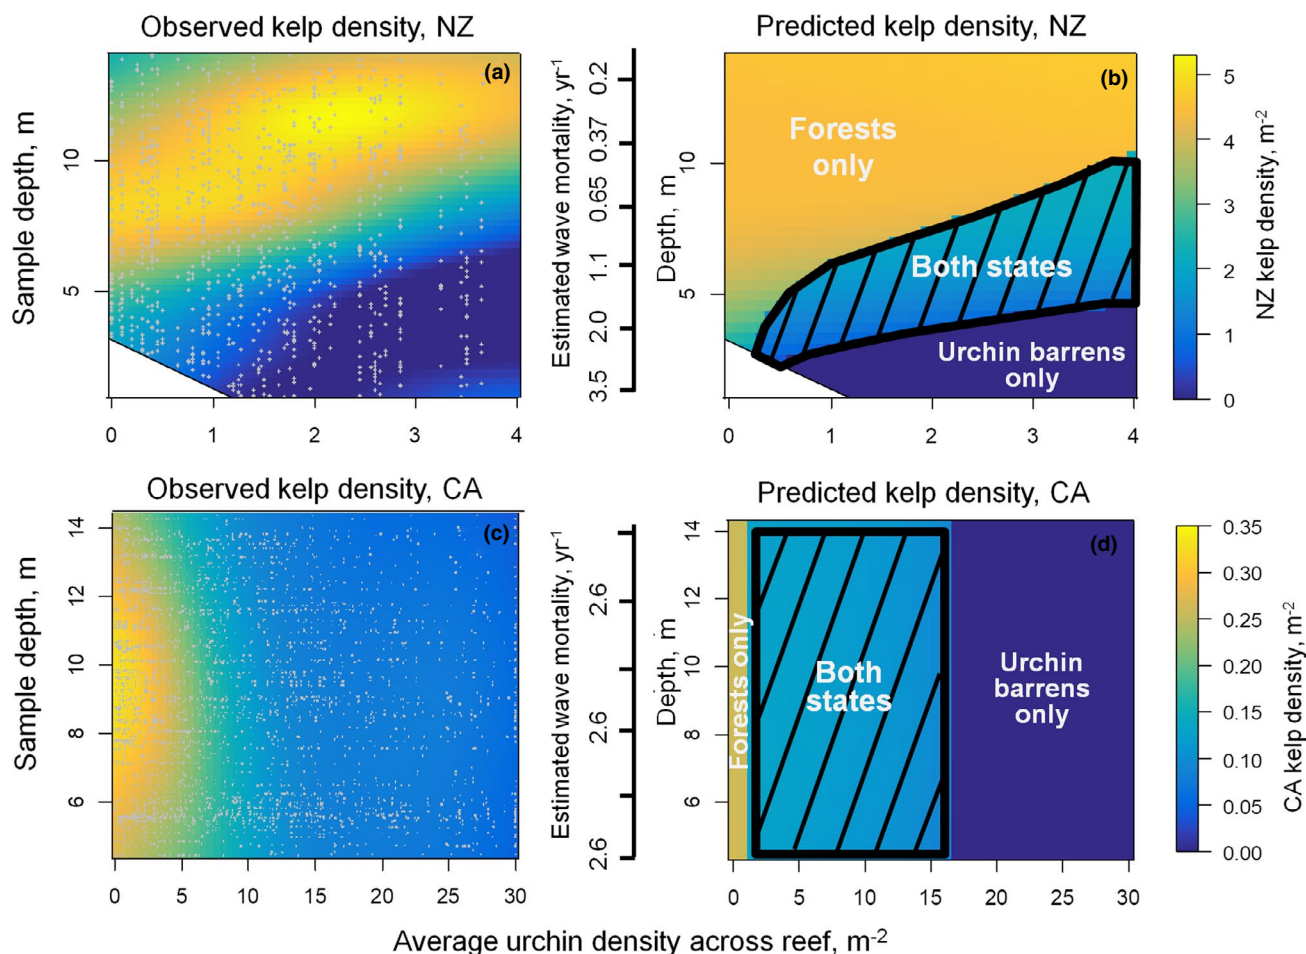 Observed kelp density, NZ
(a)
Sample depth, m
10
5
0 1 2 3 4
Estimated wave mortality, yr-1
0.2
0.37
0.65
1.1
2.0
3.5
Predicted kelp density, NZ
(b)
Forests
only
Both states
Urchin barrens
only
Depth, m
10
5
0 1 2 3 4
NZ kelp density, m-2
5
4
3
2
1
0
Observed kelp density, CA
(c)
Sample depth, m
14
12
10
8
6
0 5 10 15 20 25 30
Estimated wave mortality, yr-1
2.6
2.6
2.6
Predicted kelp density, CA
(d)
Forests only
Both
states
Urchin
barrens
only
Depth, m
14
12
10
8
6
0 5 10 15 20 25 30
CA kelp density, m-2
0.35
0.30
0.25
0.20
0.15
0.10
0.05
0.00
Average urchin density across reef, m-2